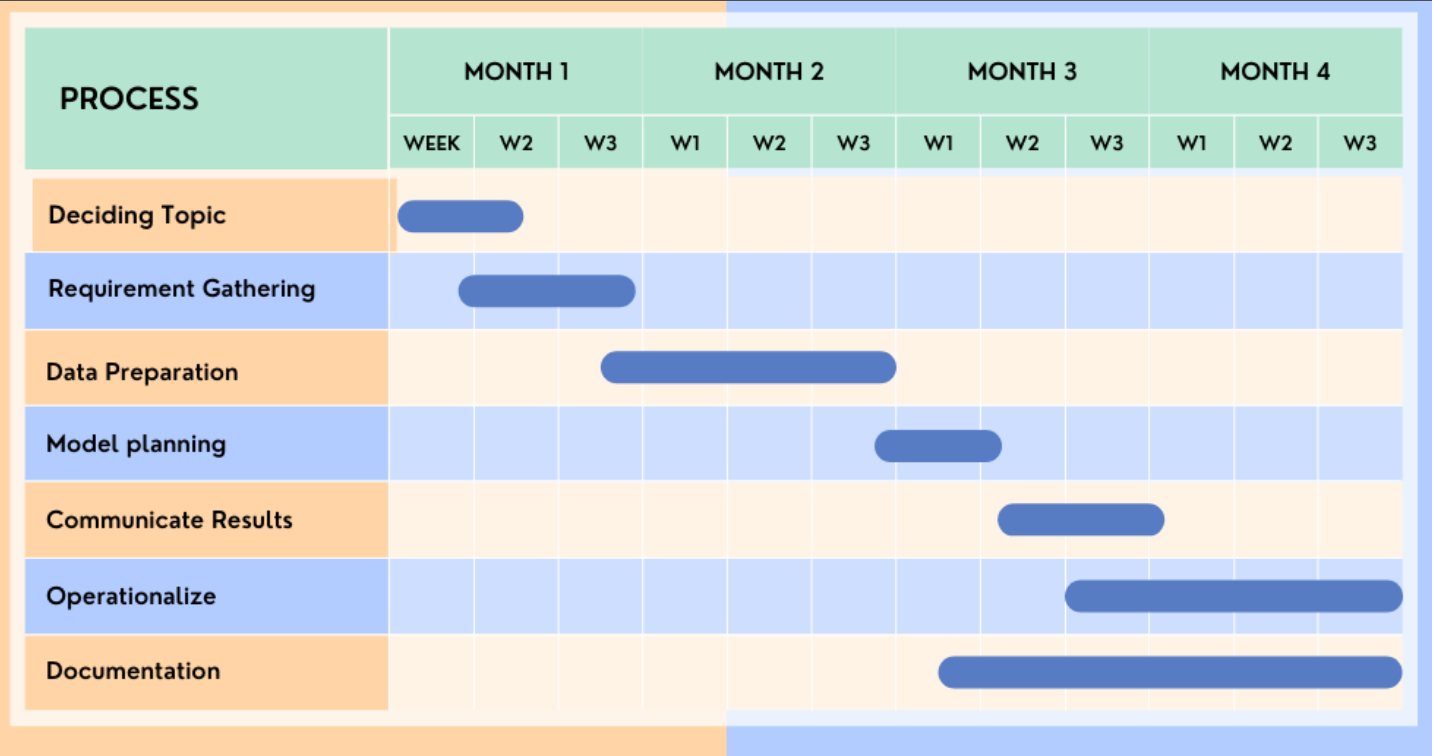 PROCESS
MONTH 1 MONTH 2 MONTH 3 MONTH 4
WEEK W2 W3 W1 W2 W3 W1 W2 W3 W1 W2 W3
Deciding Topic
Requirement Gathering
Data Preparation
Model planning
Communicate Results
Operationalize
Documentation